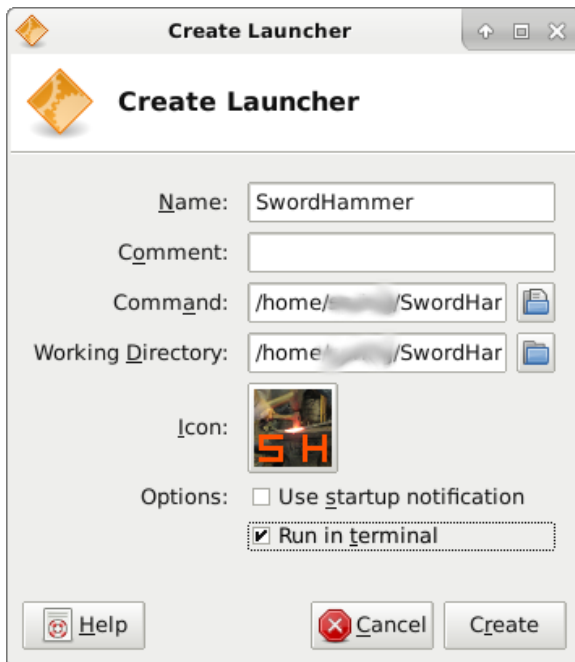 Create Launcher
Create Launcher
Name: SwordHammer
Comment:
Command: /home/ /SwordHar
Working Directory: /home /SwordHar
Icon: S H
Options: Use startup notification
Run in terminal
Help Cancel Create